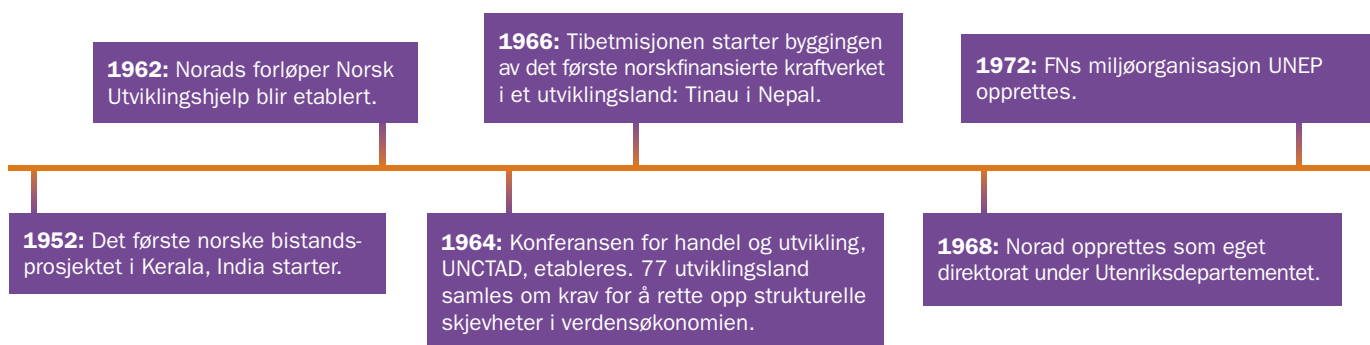 1962: Norads forløper Norsk
Utviklingshjelp blir etablert.
1966: Tibetmisjonen starter byggingen
av det første norskfinansierte kraftverket
i et utviklingsland: Tinau i Nepal.
1972: FNs miljøorganisasjon UNEP
opprettes.
1952: Det første norske bistands-
prosjektet i Kerala, India starter.
1964: Konferansen for handel og utvikling,
UNCTAD, etableres. 77 utviklingsland
samles om krav for å rette opp strukturelle
skjevheter i verdensøkonomien.
1968: Norad opprettes som eget
direktorat under Utenriksdepartementet.